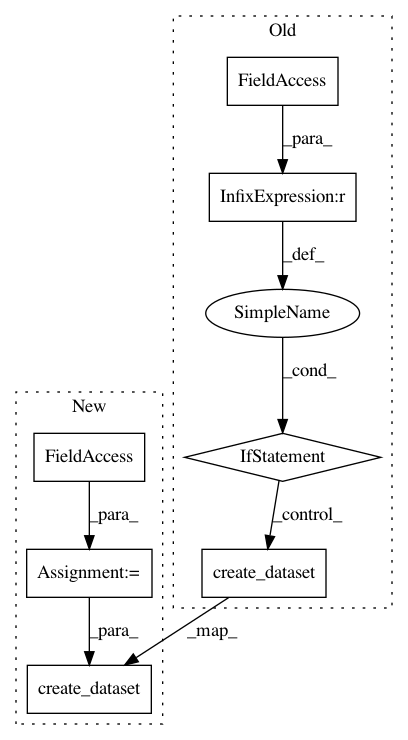 Old
FieldAccess
_para_
InfixExpression:r
_def_
SimpleName
_cond_
New
FieldAccess
IfStatement
_para_
_control_
Assignment:=
create_dataset
_para_
_map_
create_dataset